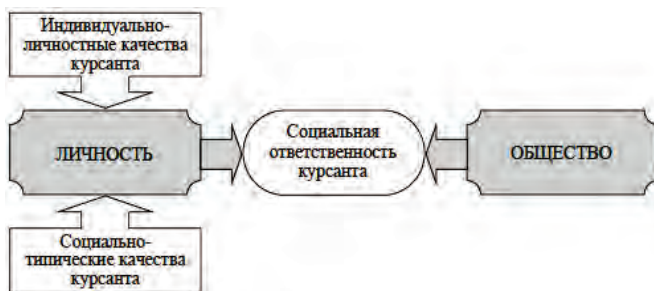 Индивидуально-
личностные качества
курсанта
ЛИЧНОСТЬ
Социальная
ответственность
курсанта
ОБЩЕСТВО
Социально-
типические качества
курсанта